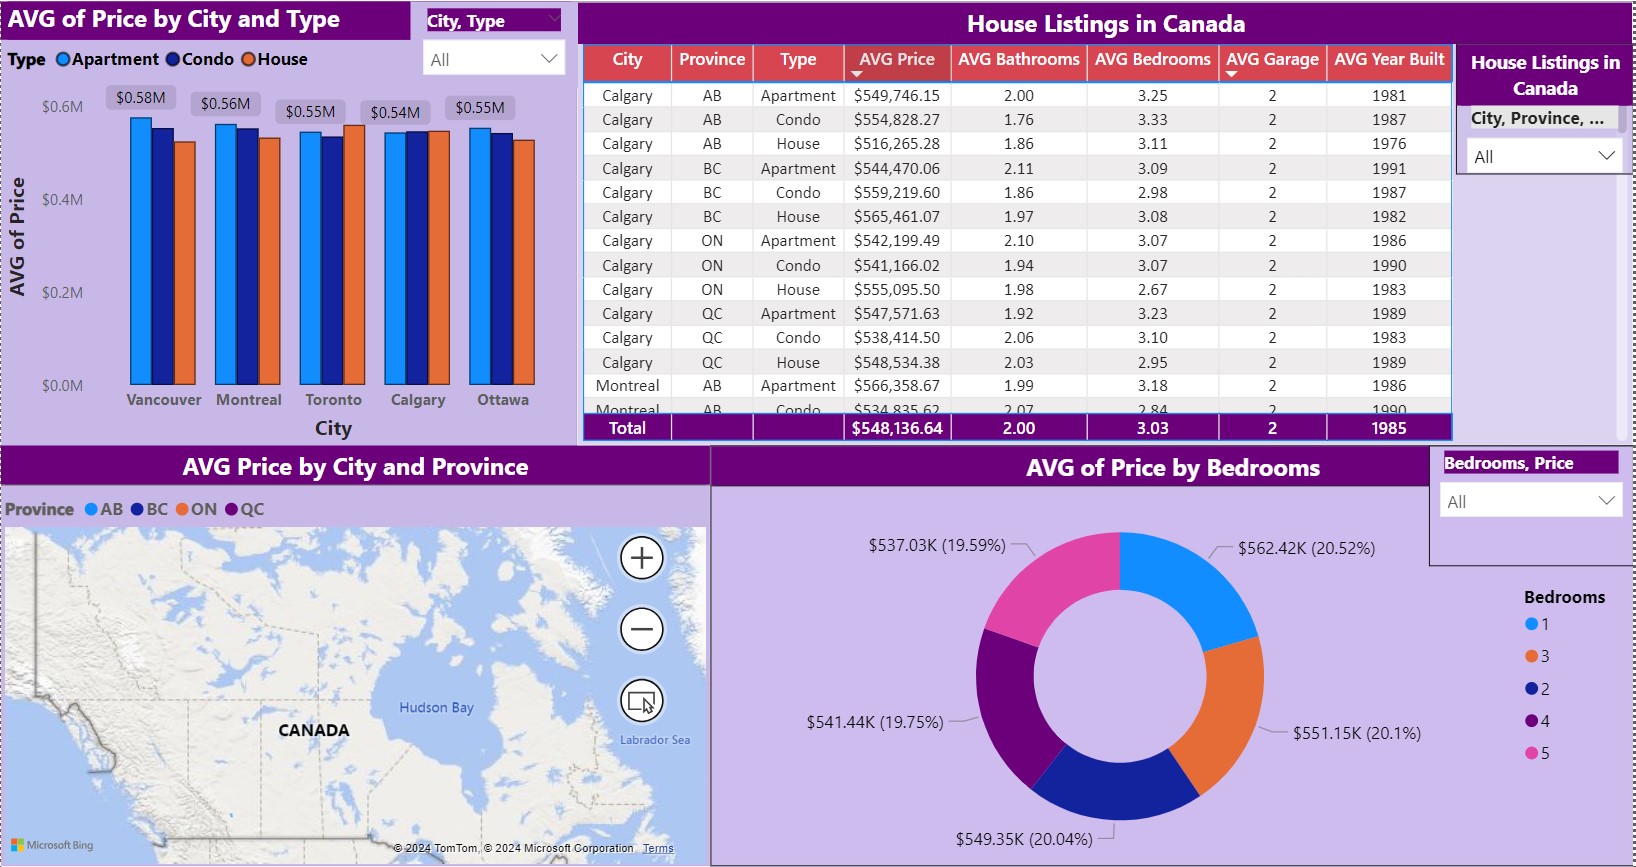 AVG of Price by City and Type
City, Type
All
Type Apartment Condo House
$0.6M
$0.4M
$0.2M
$0.0M
AVG of Price
$0.58M
$0.56M
$0.55M
$0.54M
$0.55M
Vancouver Montreal Toronto Calgary Ottawa
City
House Listings in Canada
City Province Type AVG Price AVG Bathrooms AVG Bedrooms AVG Garage AVG Year Built
Calgary AB Apartment $549,746.15 2.00 3.25 2 1981
Calgary AB Condo $554,828.27 1.76 3.33 2 1987
Calgary AB House $516,265.28 1.86 3.11 2 1976
Calgary BC Apartment $544,470.06 2.11 3.09 2 1991
Calgary BC Condo $559,219.60 1.86 2.98 2 1987
Calgary BC House $565,461.07 1.97 3.08 2 1982
Calgary ON Apartment $542,199.49 2.10 3.07 2 1986
Calgary ON Condo $541,166.02 1.94 3.07 2 1990
Calgary ON House $555,095.50 1.98 2.67 2 1983
Calgary QC Apartment $547,571.63 1.92 3.23 2 1989
Calgary QC Condo $538,414.50 2.06 3.10 2 1983
Calgary QC House $548,534.38 2.03 2.95 2 1989
Montreal AB Apartment $566,358.67 1.99 3.18 2 1986
Montreal AB Condo $534,835.62 2.07 2.84 2 1990
Total $548,136.64 2.00 3.03 2 1985
House Listings in
Canada
City, Province, ...
All
AVG Price by City and Province
Province AB BC ON QC
CANADA
Hudson Bay
Labrador Sea
Microsoft Bing
© 2024 TomTom, © 2024 Microsoft Corporation Terms
AVG of Price by Bedrooms
Bedrooms, Price
All
$537.03K (19.59%)
$562.42K (20.52%)
$541.44K (19.75%)
$551.15K (20.1%)
$549.35K (20.04%)
Bedrooms
1
3
2
4
5